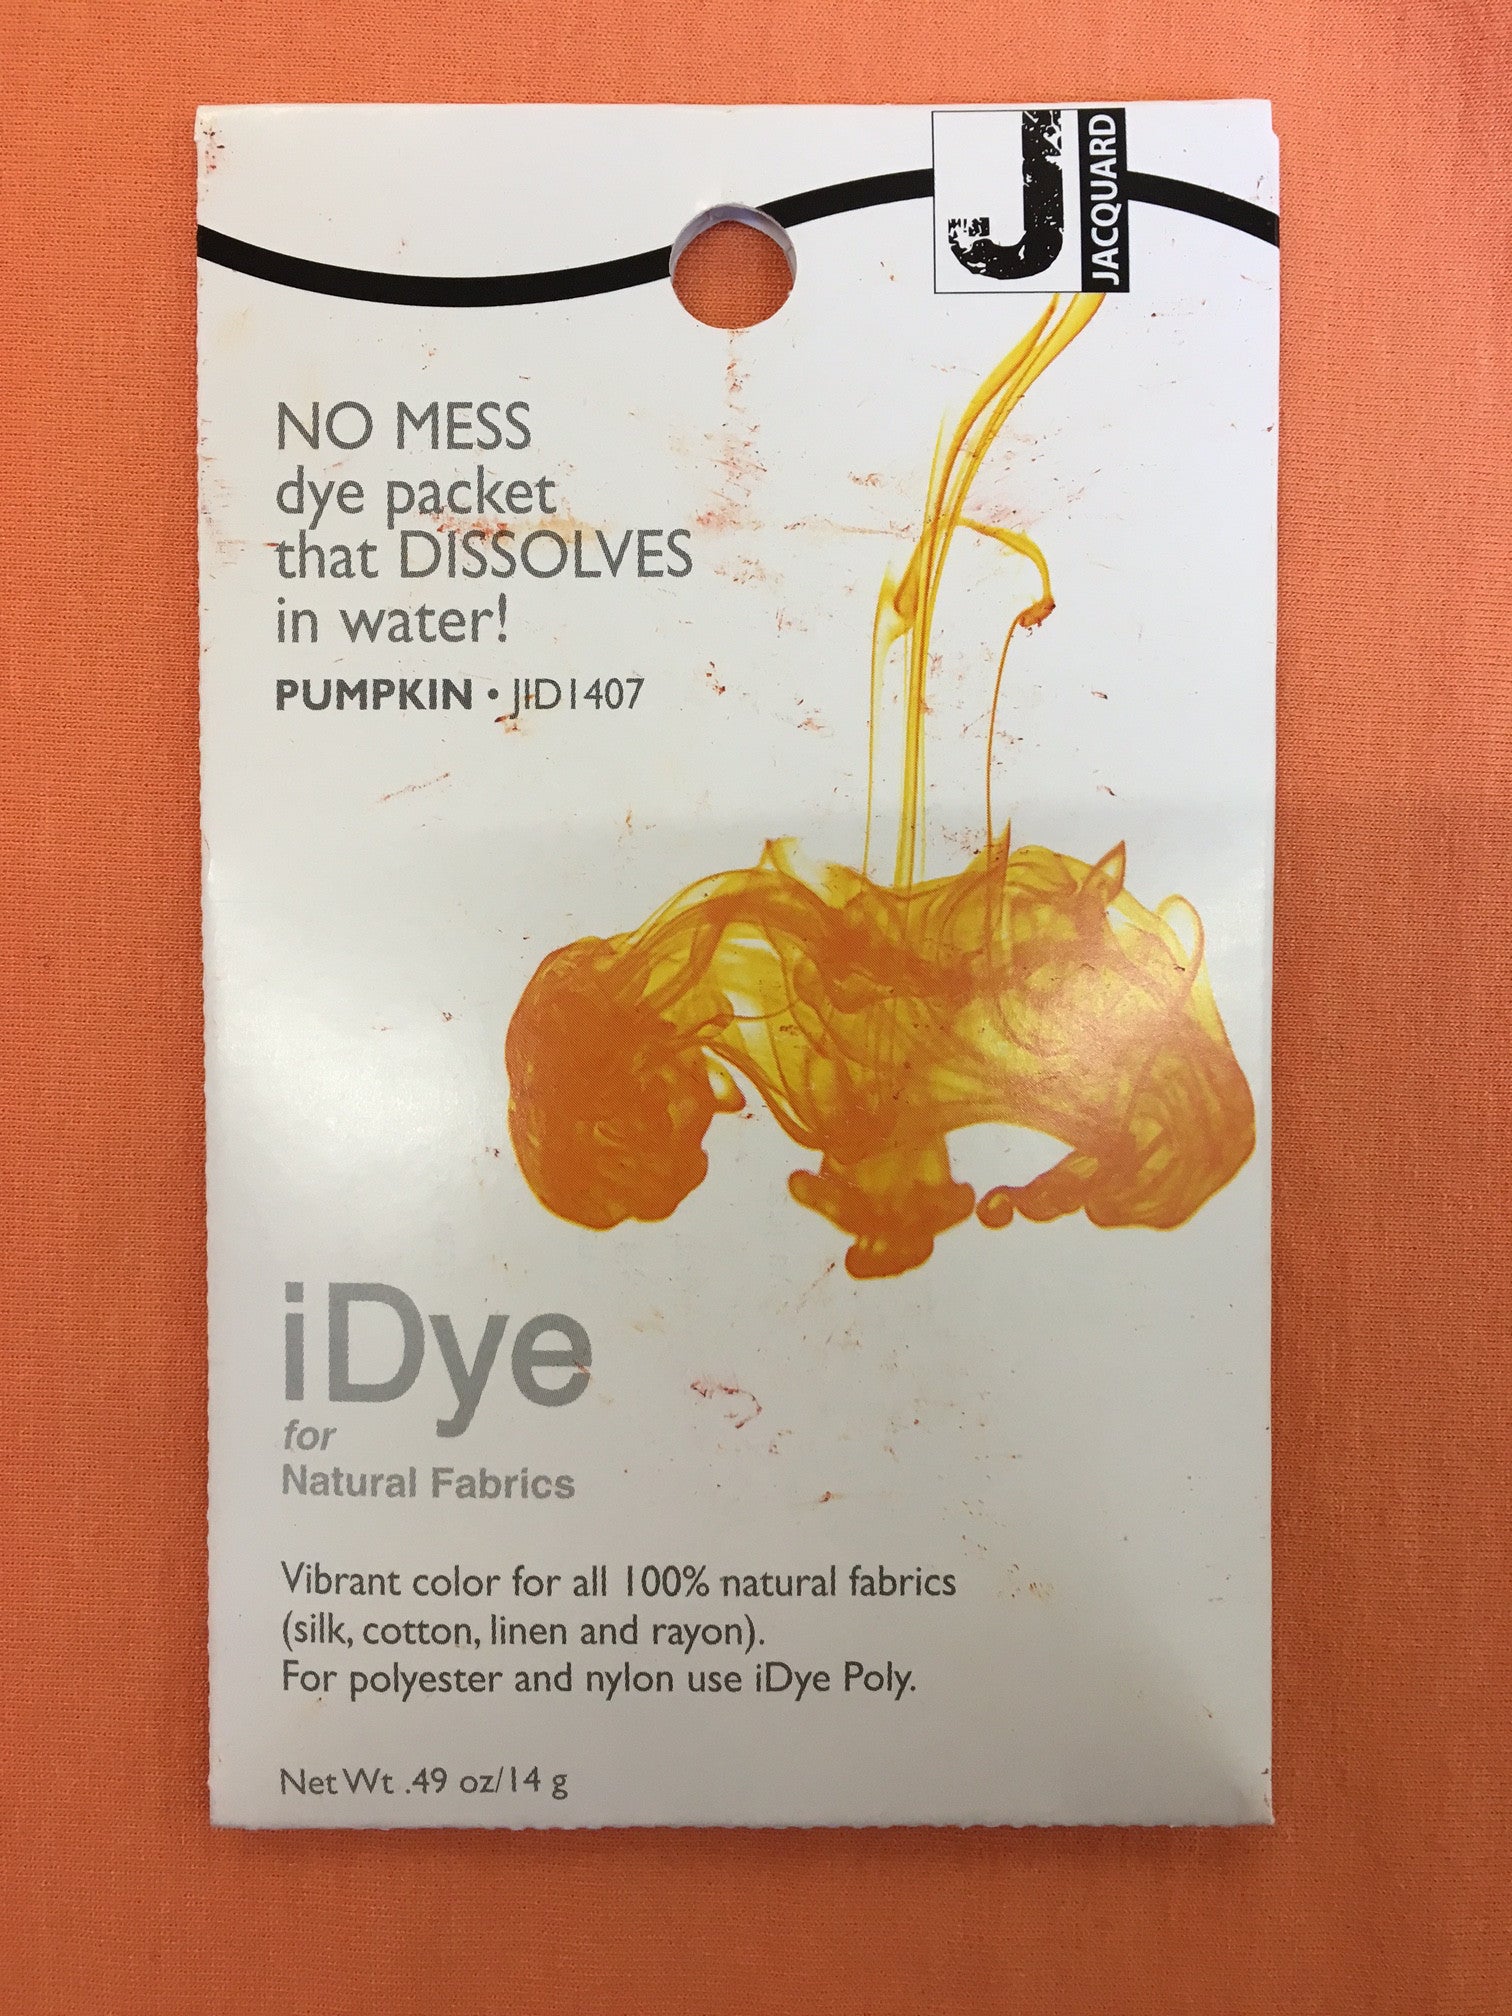 J
JACQUARD
NO MESS
dye packet
that DISSOLVES
in water!
PUMPKIN • JID1407
iDye
for
Natural Fabrics
Vibrant color for all 100% natural fabrics
(silk, cotton, linen and rayon).
For polyester and nylon use iDye Poly.
Net Wt .49 oz/14 g